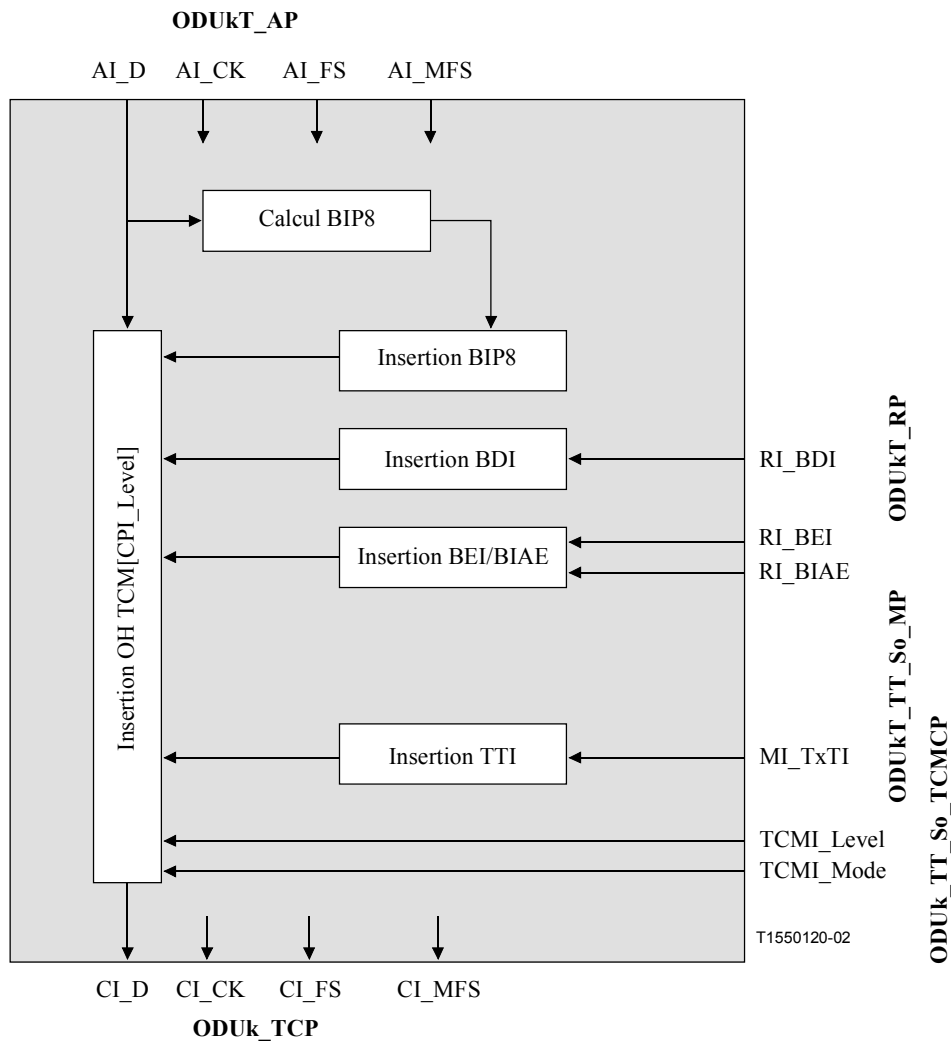 ODUkT_AP
AI_D AI_CK AI_FS AI_MFS
Calcul BIP8
Insertion BIP8
Insertion BDI
RI_BDI
ODUkT_RP
Insertion BEI/BIAE
RI_BEI
RI_BIAE
Insertion OH TCM[CPI_Level]
Insertion TTI
MI_TxTI
ODUkT_TT_So_MP
TCMI_Level
TCMI_Mode
ODUk_TT_So_TCMCP
T1550120-02
CI_D CI_CK CI_FS CI_MFS
ODUk_TCP